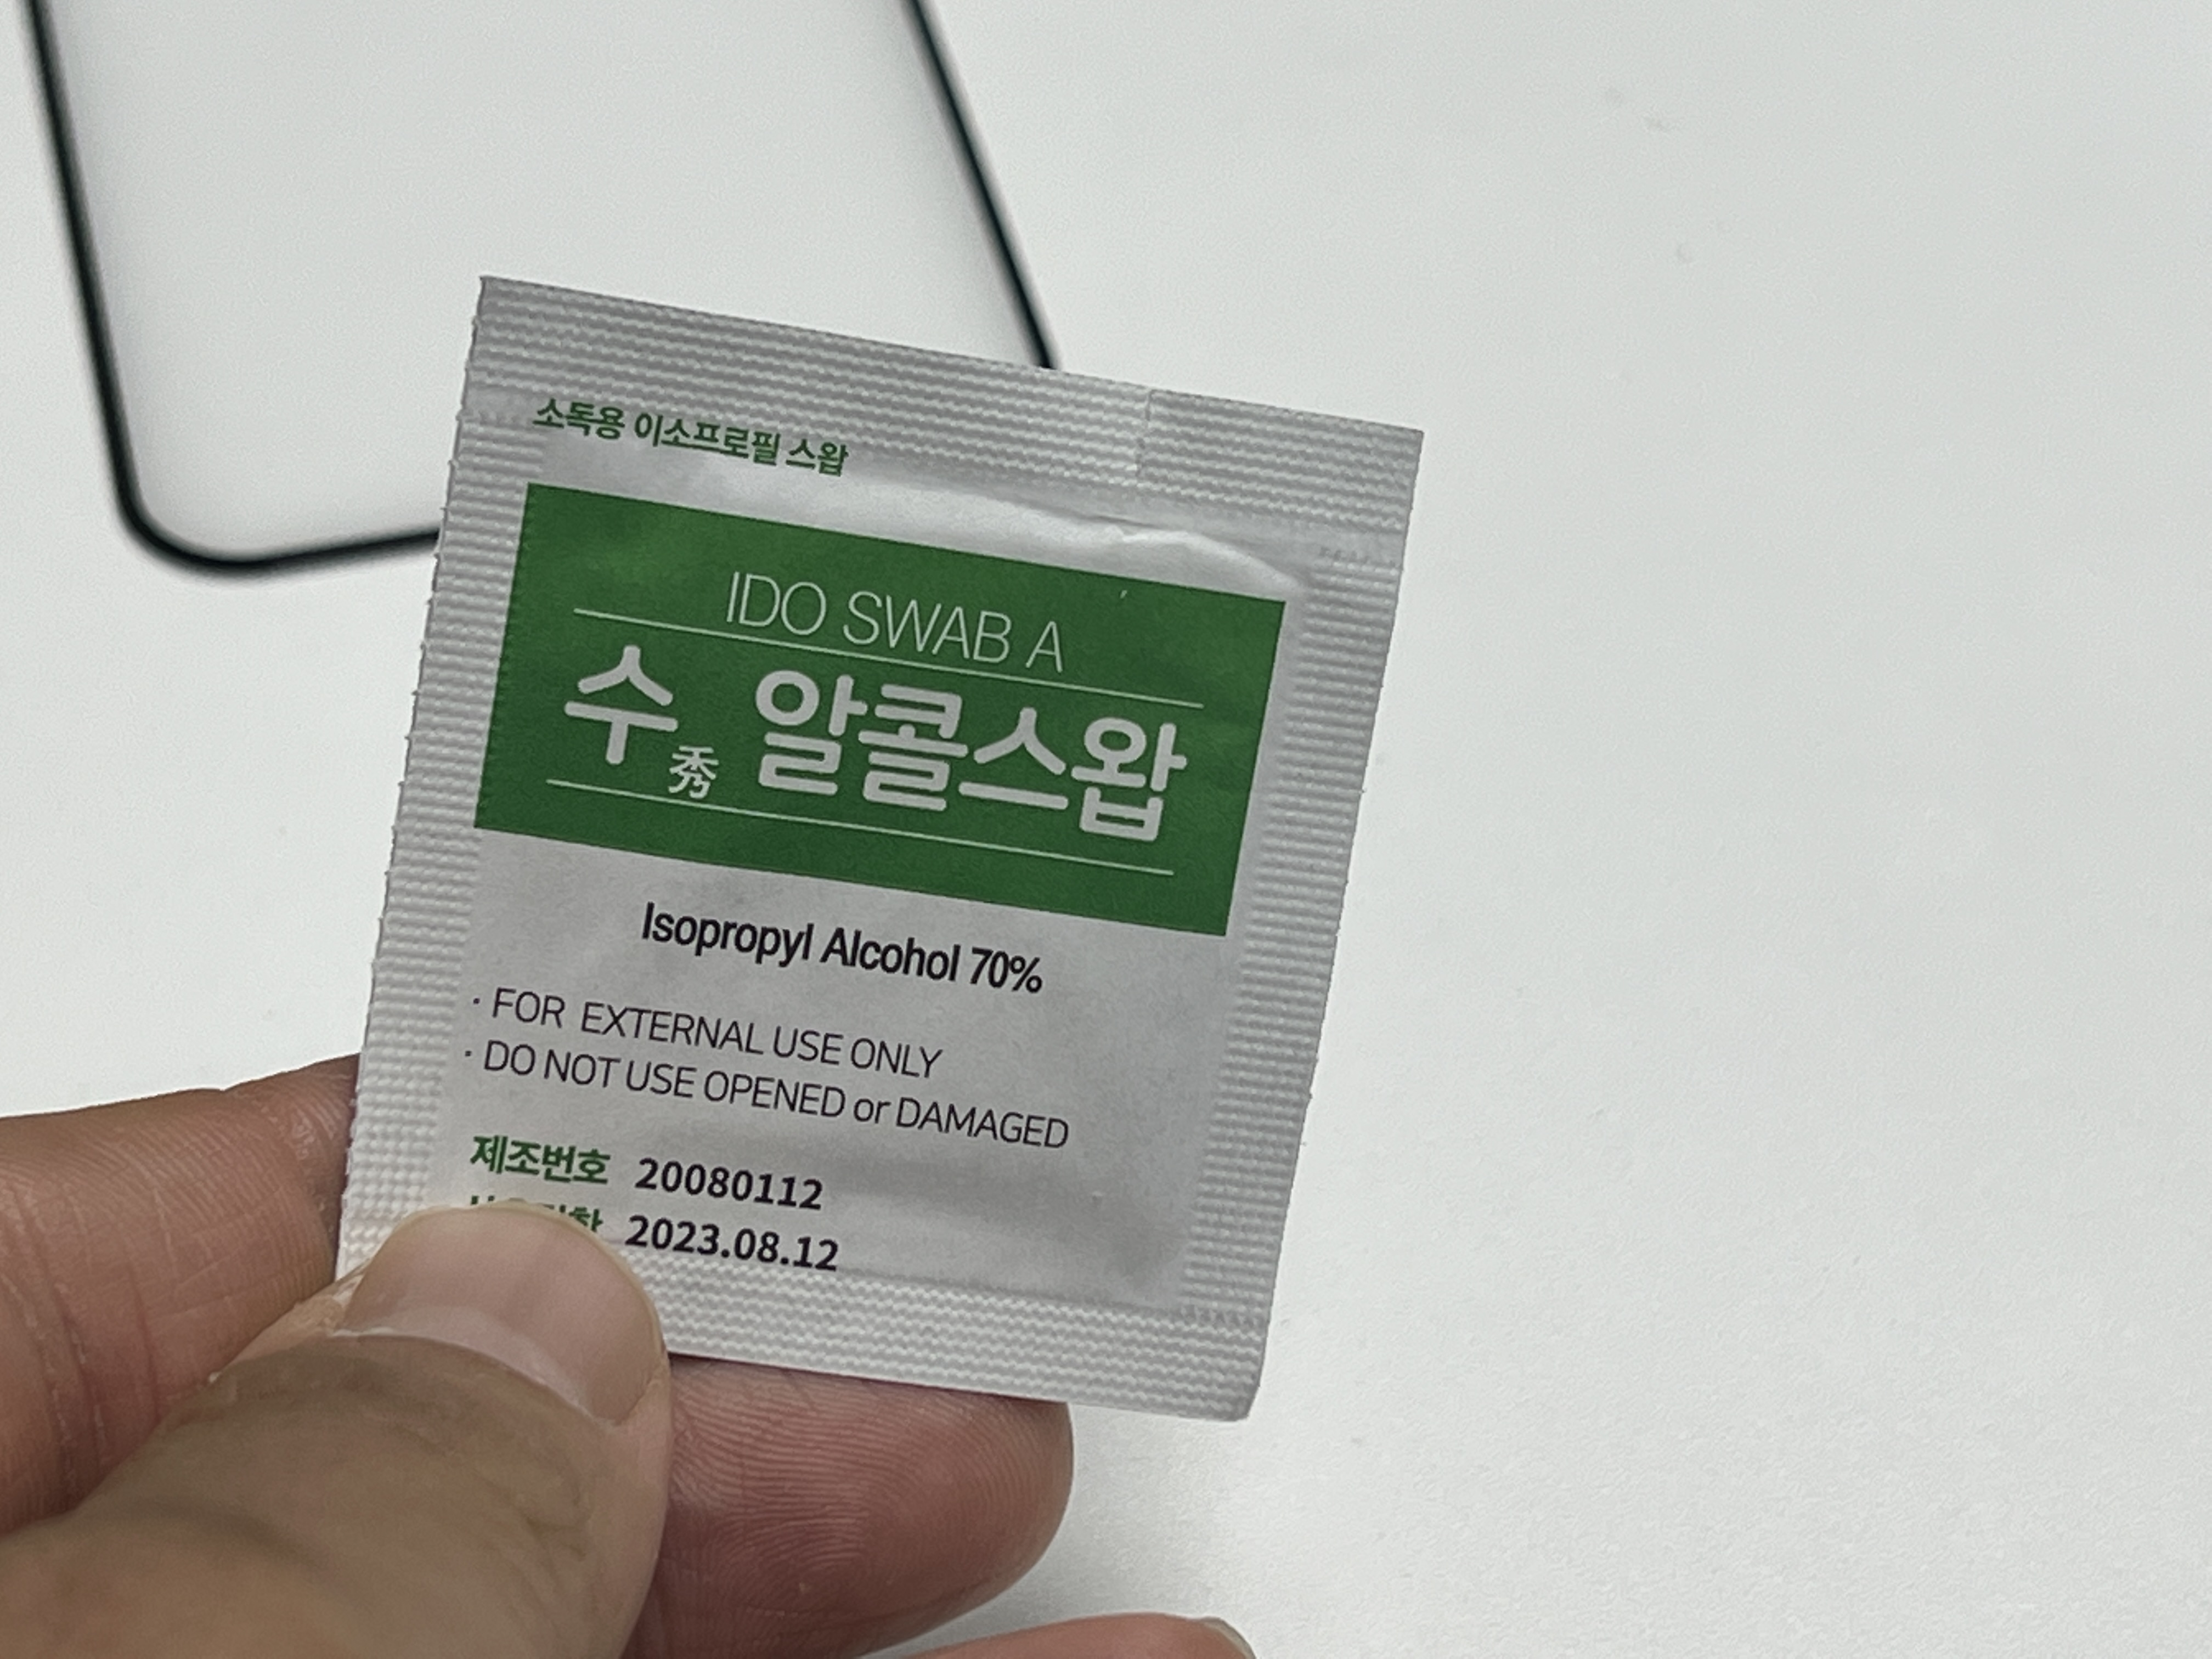 소독용 이소프로필 스왑
IDO SWAB A
수秀 알콜스왑
Isopropyl Alcohol 70%
· FOR EXTERNAL USE ONLY
· DO NOT USE OPENED or DAMAGED
제조번호 20080112
2023.08.12